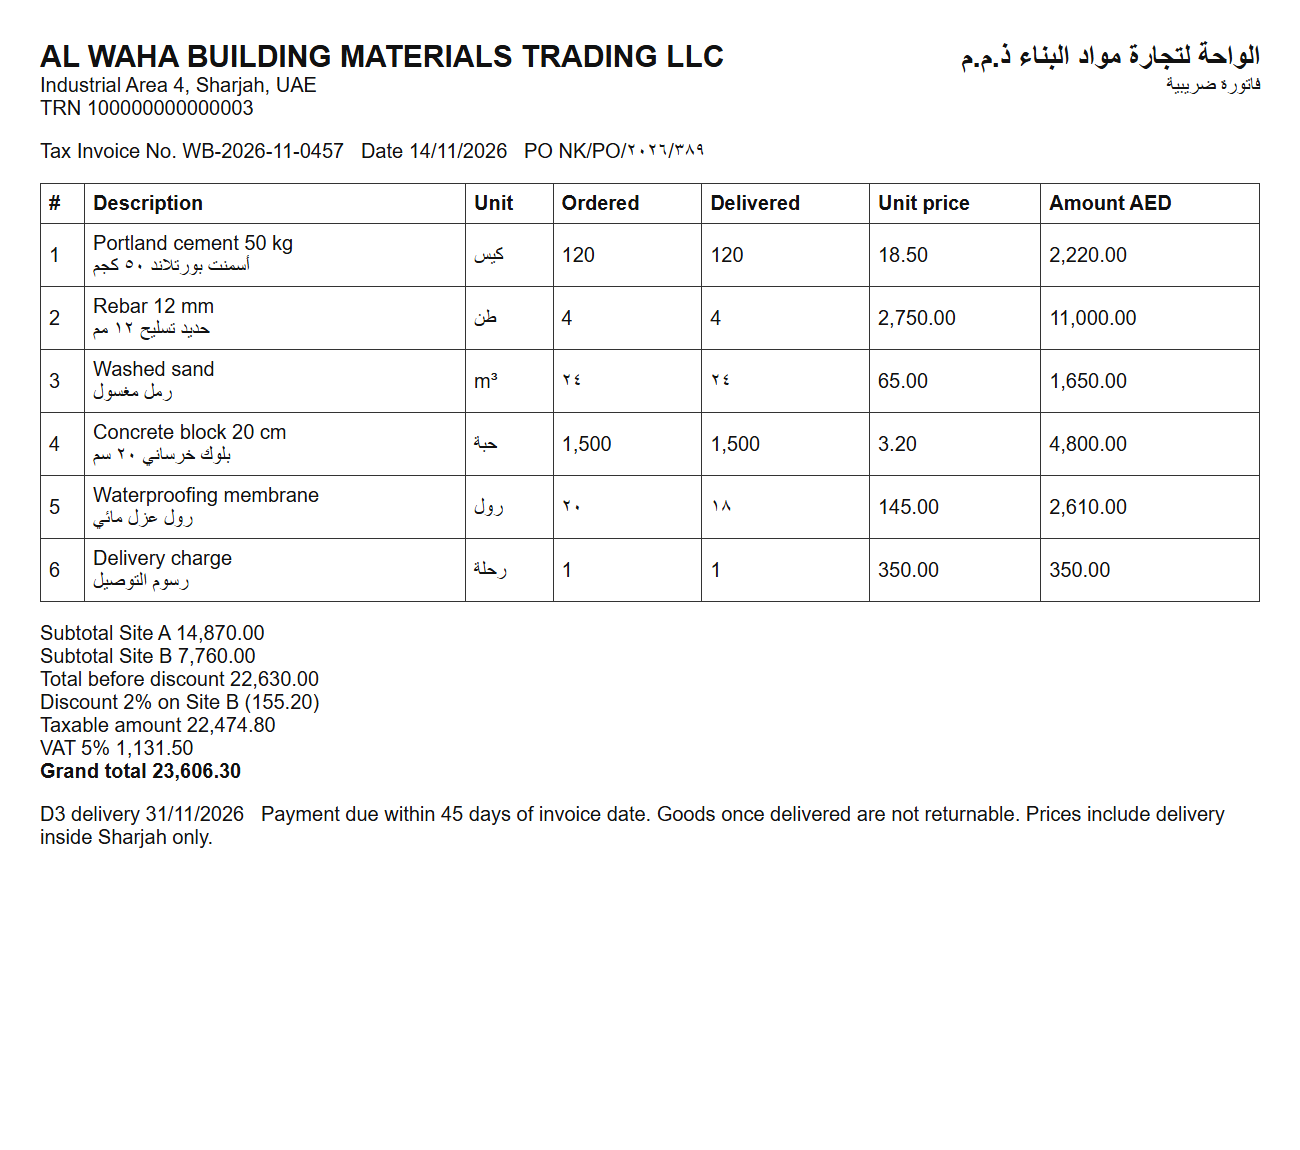 AL WAHA BUILDING MATERIALS TRADING LLC
الواحة لتجارة مواد البناء ذ.م.م
Industrial Area 4, Sharjah, UAE
فاتورة ضريبية
TRN 100000000000003
Tax Invoice No. WB-2026-11-0457 Date 14/11/2026 PO NK/PO/٢٠٢٦/٣٨٩
# Description Unit Ordered Delivered Unit price Amount AED
1 Portland cement 50 kg
أسمنت بورتلاند ٥٠ كجم
كيس 120 120 18.50 2,220.00
2 Rebar 12 mm
حديد تسليح ١٢ مم
طن 4 4 2,750.00 11,000.00
3 Washed sand
رمل مغسول
m³ ٢٤ ٢٤ 65.00 1,650.00
4 Concrete block 20 cm
بلوك خرساني ٢٠ سم
حبة 1,500 1,500 3.20 4,800.00
5 Waterproofing membrane
رول عزل مائي
رول ٢٠ ١٨ 145.00 2,610.00
6 Delivery charge
رسوم التوصيل
رحلة 1 1 350.00 350.00
Subtotal Site A 14,870.00
Subtotal Site B 7,760.00
Total before discount 22,630.00
Discount 2% on Site B (155.20)
Taxable amount 22,474.80
VAT 5% 1,131.50
Grand total 23,606.30
D3 delivery 31/11/2026 Payment due within 45 days of invoice date. Goods once delivered are not returnable. Prices include delivery
inside Sharjah only.